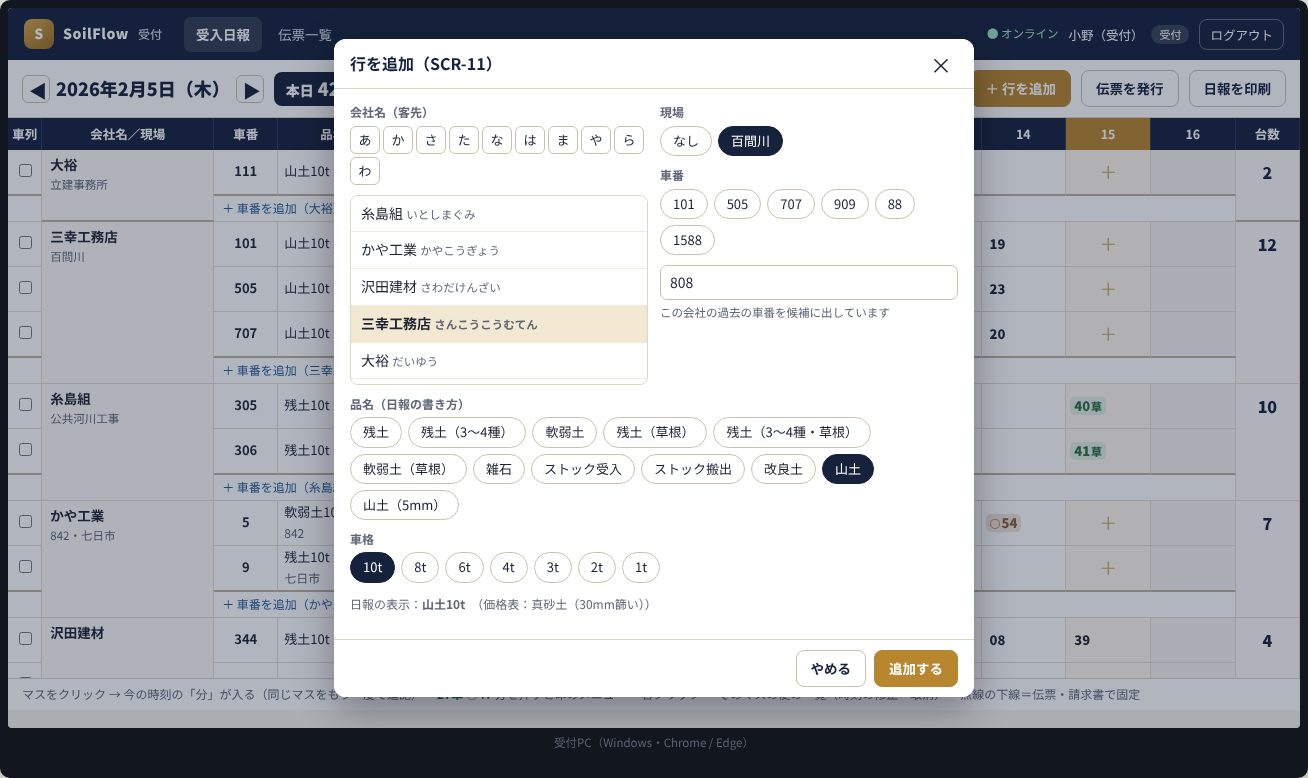 S SoilFlow 受付 受入日報 伝票一覧 オンライン 小野（受付） 受付 ログアウト
◀ 2026年2月5日（木） ▶ 本日 42 ＋ 行を追加 伝票を発行 日報を印刷
車列 会社名／現場 車番 14 15 16 台数
大裕
立建事務所
111 山土10t ＋ 2
＋ 車番を追加（大裕
三幸工務店
百間川
101 山土10t 19 ＋ 12
505 山土10t 23 ＋
707 山土10t 20 ＋
＋ 車番を追加（三幸
糸島組
公共河川工事
305 残土10t 40草 10
306 残土10t 41草
＋ 車番を追加（糸島
かや工業
842・七日市
5 軟弱土10
842
〇54 ＋ 7
9 残土10t
七日市
＋
＋ 車番を追加（かや
沢田建材
344 残土10t 08 39 4
マスをクリック → 今の時刻の「分」が入る（同じマスをも
無線の下線＝伝票・請求書で固定
受付PC（Windows・Chrome / Edge）
行を追加（SCR-11）
会社名（客先）
あ か さ た な は ま や ら
わ
糸島組 いとしまぐみ
かや工業 かやこうぎょう
沢田建材 さわだけんざい
三幸工務店 さんこうこうむてん
大裕 だいゆう
現場
なし 百間川
車番
101 505 707 909 88
1588
808
この会社の過去の車番を候補に出しています
品名（日報の書き方）
残土 残土（3〜4種） 軟弱土 残土（草根） 残土（3〜4種・草根）
軟弱土（草根） 雑石 ストック受入 ストック搬出 改良土 山土
山土（5mm）
車格
10t 8t 6t 4t 3t 2t 1t
日報の表示：山土10t （価格表：真砂土（30mm篩い））
やめる 追加する